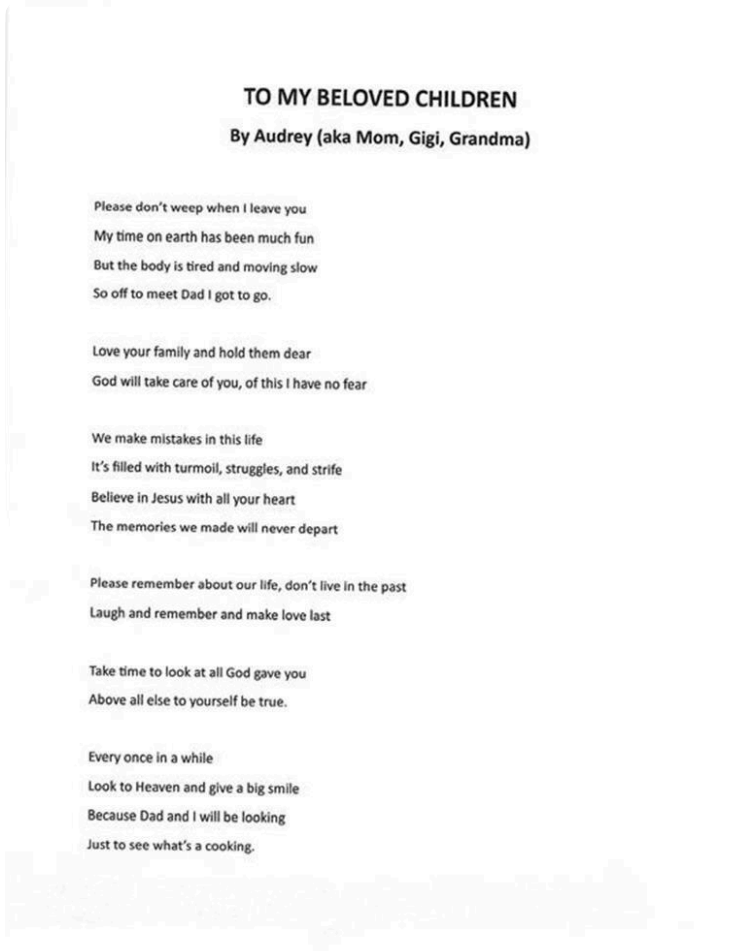 TO MY BELOVED CHILDREN
By Audrey (aka Mom, Gigi, Grandma)
Please don't weep when I leave you
My time on earth has been much fun
But the body is tired and moving slow
So off to meet Dad I got to go.
Love your family and hold them dear
God will take care of you, of this I have no fear
We make mistakes in this life
It's filled with turmoil, struggles, and strife
Believe in Jesus with all your heart
The memories we made will never depart
Please remember about our life, don't live in the past
Laugh and remember and make love last
Take time to look at all God gave you
Above all else to yourself be true.
Every once in a while
Look to Heaven and give a big smile
Because Dad and I will be looking
Just to see what's a cooking.